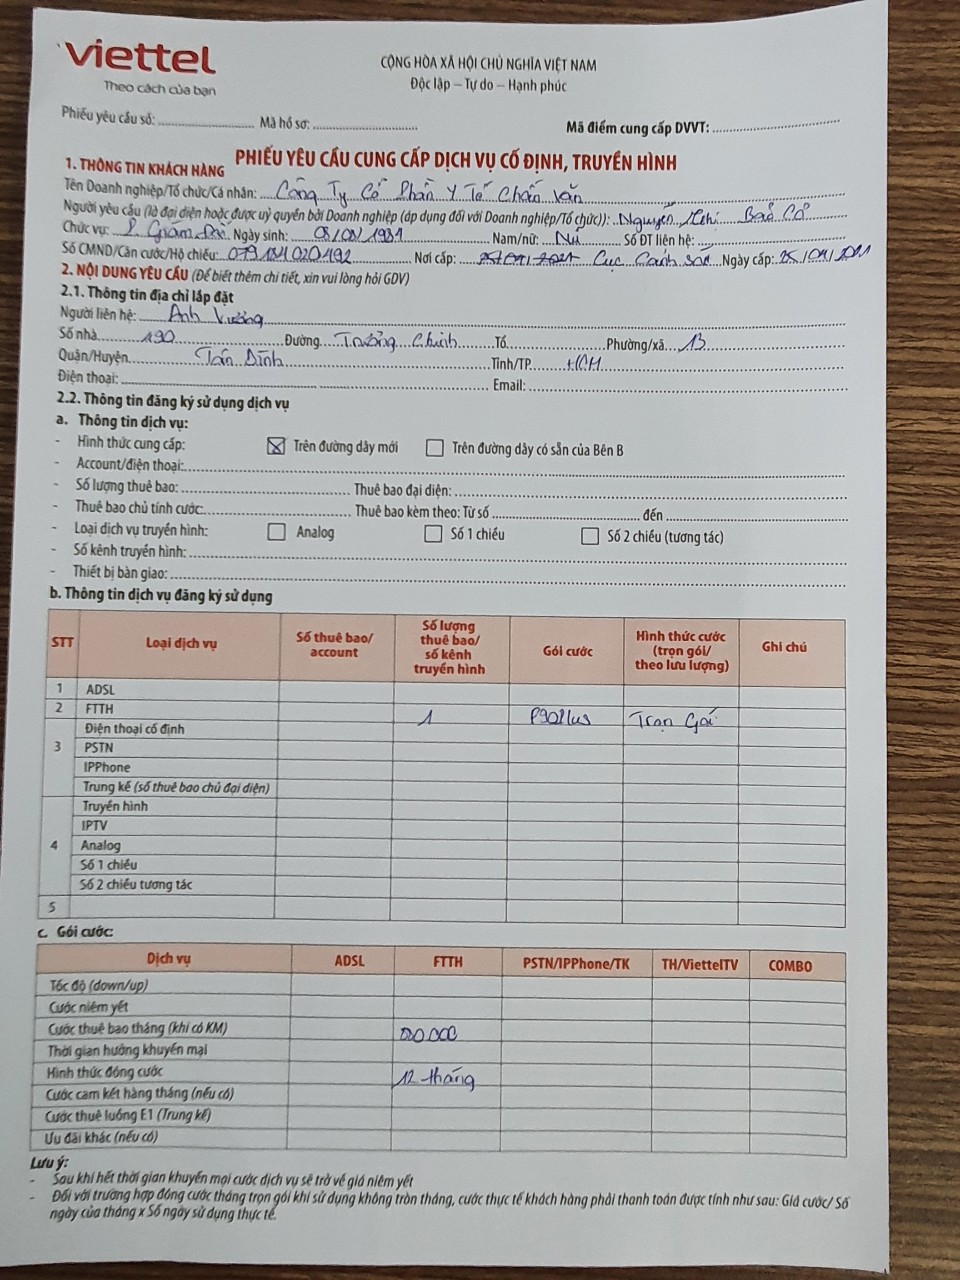 viettel
Theo cách của bạn
CỘNG HÒA XÃ HỘI CHỦ NGHĨA VIỆT NAM
Độc lập – Tự do – Hạnh phúc
Phiếu yêu cầu số: Mã hồ sơ: Mã điểm cung cấp DVVT:
PHIẾU YÊU CẦU CUNG CẤP DỊCH VỤ CỐ ĐỊNH, TRUYỀN HÌNH
1. THÔNG TIN KHÁCH HÀNG
Tên Doanh nghiệp/Tổ chức/Cá nhân: Công Ty Cổ Phần Y Tế Chấn Văn
Người yêu cầu (là đại diện hoặc được uỷ quyền bởi Doanh nghiệp (áp dụng đối với Doanh nghiệp/Tổ chức)): Nguyễn Bảo
Chức vụ: Giám Đốc Ngày sinh: 08/08/1981 Nam/nữ: Nữ Số ĐT liên hệ:
Số CMND/Căn cước/Hộ chiếu: Nơi cấp: Cục Cảnh sát Ngày cấp:
2. NỘI DUNG YÊU CẦU (Để biết thêm chi tiết, xin vui lòng hỏi GDV)
2.1. Thông tin địa chỉ lắp đặt
Người liên hệ: Anh Vương
Số nhà 190 Đường Trường Chinh Tổ Phường/xã 13
Quận/Huyện Tân Bình Tỉnh/TP HCM
Điện thoại: Email:
2.2. Thông tin đăng ký sử dụng dịch vụ
a. Thông tin dịch vụ:
- Hình thức cung cấp: Trên đường dây mới Trên đường dây có sẵn của Bên B
- Account/điện thoại:
- Số lượng thuê bao: Thuê bao đại diện:
- Thuê bao chủ tính cước: Thuê bao kèm theo: Từ số đến
- Loại dịch vụ truyền hình: Analog Số 1 chiều Số 2 chiều (tương tác)
- Số kênh truyền hình:
- Thiết bị bàn giao:
b. Thông tin dịch vụ đăng ký sử dụng
STT Loại dịch vụ Số thuê bao/ account Số lượng thuê bao/ số kênh truyền hình Gói cước Hình thức cước (trọn gói/ theo lưu lượng) Ghi chú
1 ADSL
2 FTTH 1 P90Plus Trọn Gói
Điện thoại cố định
3 PSTN
IPPhone
Trung kế (số thuê bao chủ đại diện)
Truyền hình
IPTV
4 Analog
Số 1 chiều
Số 2 chiều tương tác
5
c. Gói cước:
Dịch vụ ADSL FTTH PSTN/IPPhone/TK TH/ViettelTV COMBO
Tốc độ (down/up)
Cước niêm yết
Cước thuê bao tháng (khi có KM)
Thời gian hưởng khuyến mại
Hình thức đóng cước 12 tháng
Cước cam kết hàng tháng (nếu có)
Cước thuê luồng E1 (Trung kế)
Ưu đãi khác (nếu có)
Lưu ý:
- Sau khi hết thời gian khuyến mại cước dịch vụ sẽ trở về giá niêm yết
- Đối với trường hợp đóng cước tháng trọn gói khi sử dụng không tròn tháng, cước thực tế khách hàng phải thanh toán được tính như sau: Giá cước/ Số
ngày của tháng x Số ngày sử dụng thực tế.